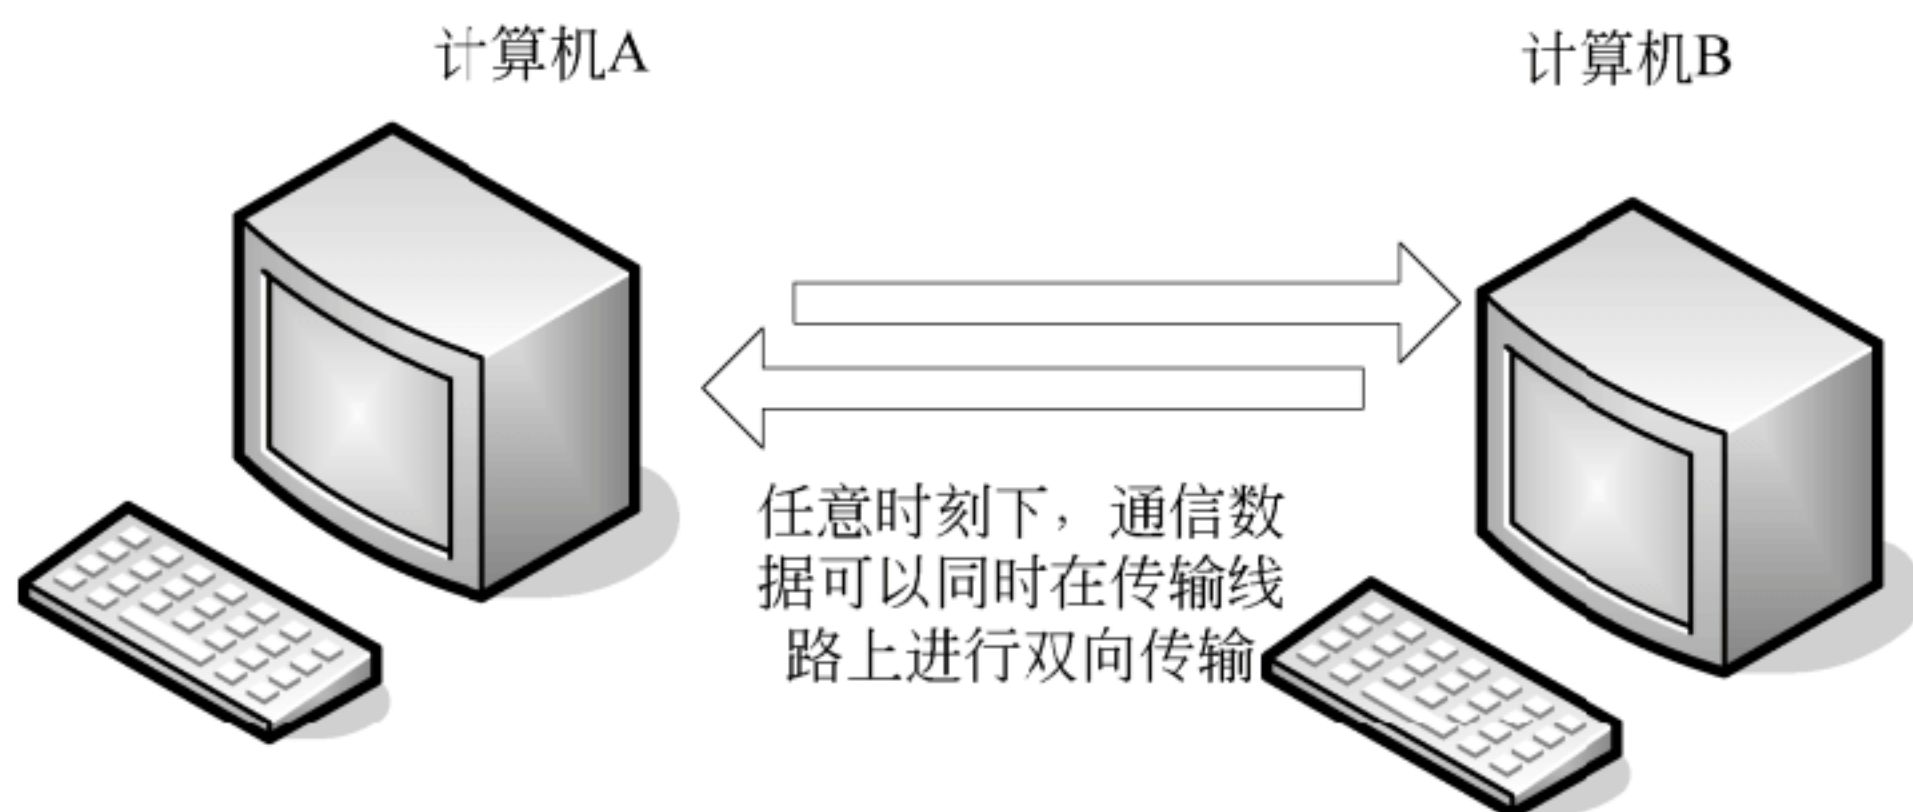 计算机A
计算机B
任意时刻下，通信数
据可以同时在传输线
路上进行双向传输